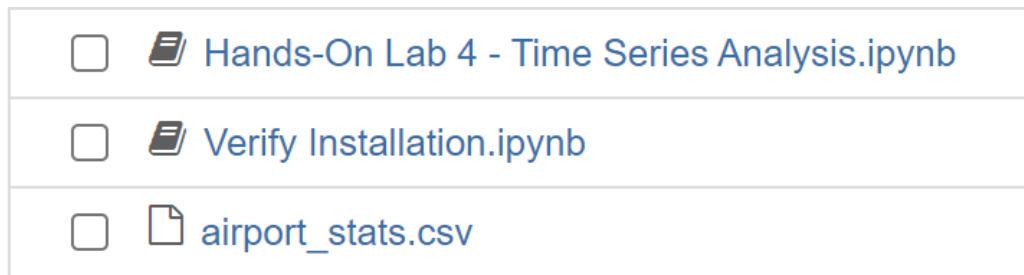 Hands-On Lab 4 - Time Series Analysis.ipynb
Verify Installation.ipynb
airport_stats.csv